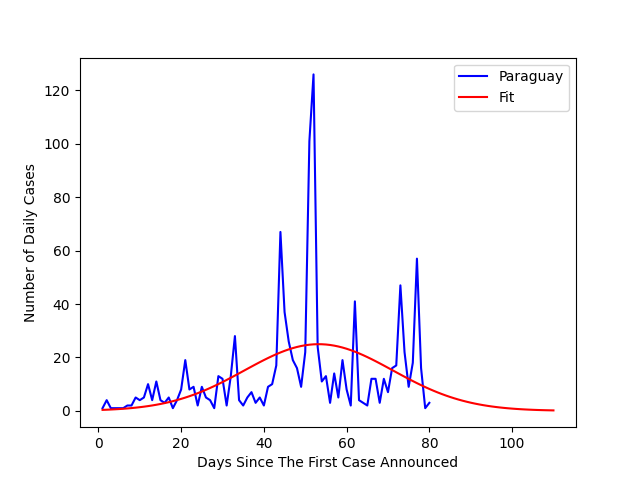 Paraguay
Fit
Number of Daily Cases
120
100
80
60
40
20
0
0 20 40 60 80 100
Days Since The First Case Announced